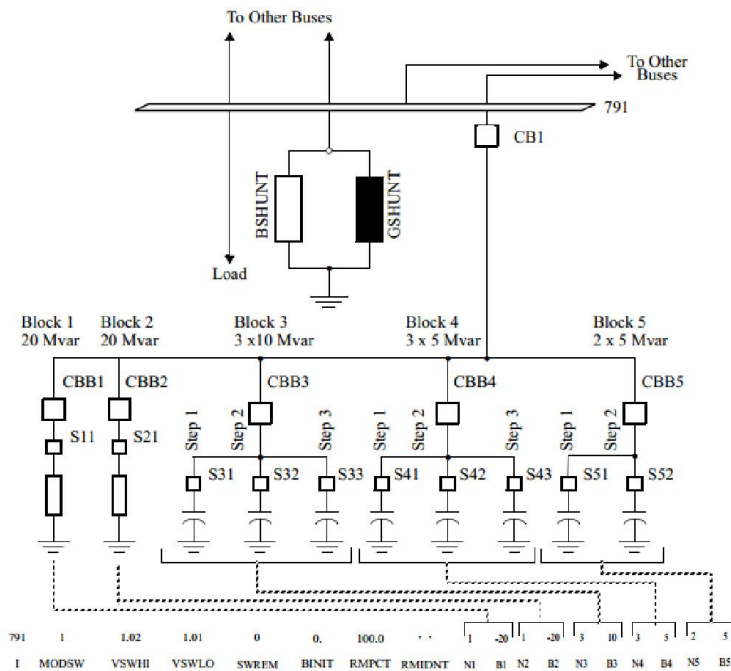 To Other Buses
To Other
Buses
791
CB1
BSHUNT
GSHUNT
Load
Block 1
20 Mvar
Block 2
20 Mvar
Block 3
3 x10 Mvar
Block 4
3 x 5 Mvar
Block 5
2 x 5 Mvar
CBB1
CBB2
CBB3
CBB4
CBB5
Step 1
Step 2
Step 3
Step 1
Step 2
Step 3
Step 1
Step 2
S11
S21
S31
S32
S33
S41
S42
S43
S51
S52
791 1 1.02 1.01 0 0. 100.0 ' ' 1 -20 1 -20 3 10 3 5 2 5
I MODSW VSWHI VSWLO SWREM BINIT RMPCT RMIDNT N1 B1 N2 B2 N3 B3 N4 B4 N5 B5